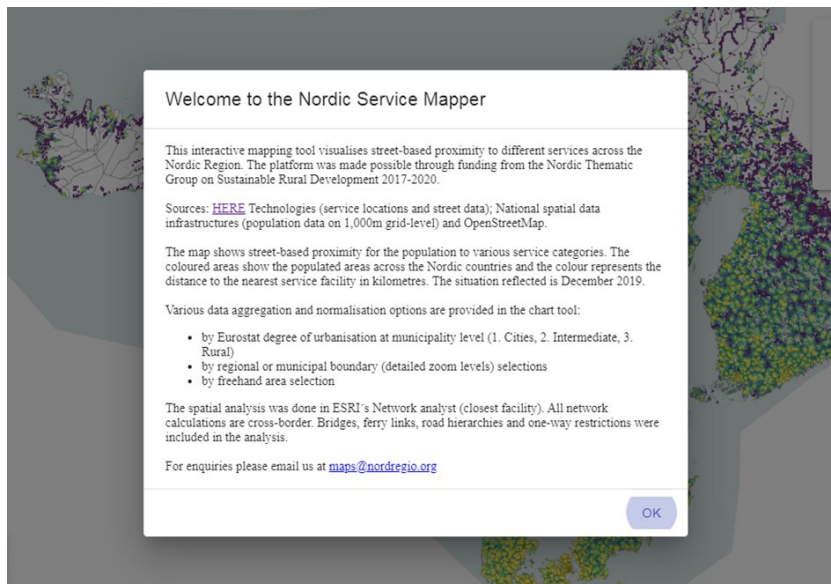 Welcome to the Nordic Service Mapper
This interactive mapping tool visualises street-based proximity to different services across the
Nordic Region. The platform was made possible through funding from the Nordic Thematic
Group on Sustainable Rural Development 2017-2020.
Sources: HERE Technologies (service locations and street data); National spatial data
infrastructures (population data on 1,000m grid-level) and OpenStreetMap.
The map shows street-based proximity for the population to various service categories. The
coloured areas show the populated areas across the Nordic countries and the colour represents the
distance to the nearest service facility in kilometres. The situation reflected is December 2019.
Various data aggregation and normalisation options are provided in the chart tool:
• by Eurostat degree of urbanisation at municipality level (1. Cities, 2. Intermediate, 3.
Rural)
• by regional or municipal boundary (detailed zoom levels) selections
• by freehand area selection
The spatial analysis was done in ESRI´s Network analyst (closest facility). All network
calculations are cross-border. Bridges, ferry links, road hierarchies and one-way restrictions were
included in the analysis.
For enquiries please email us at maps@nordregio.org
OK